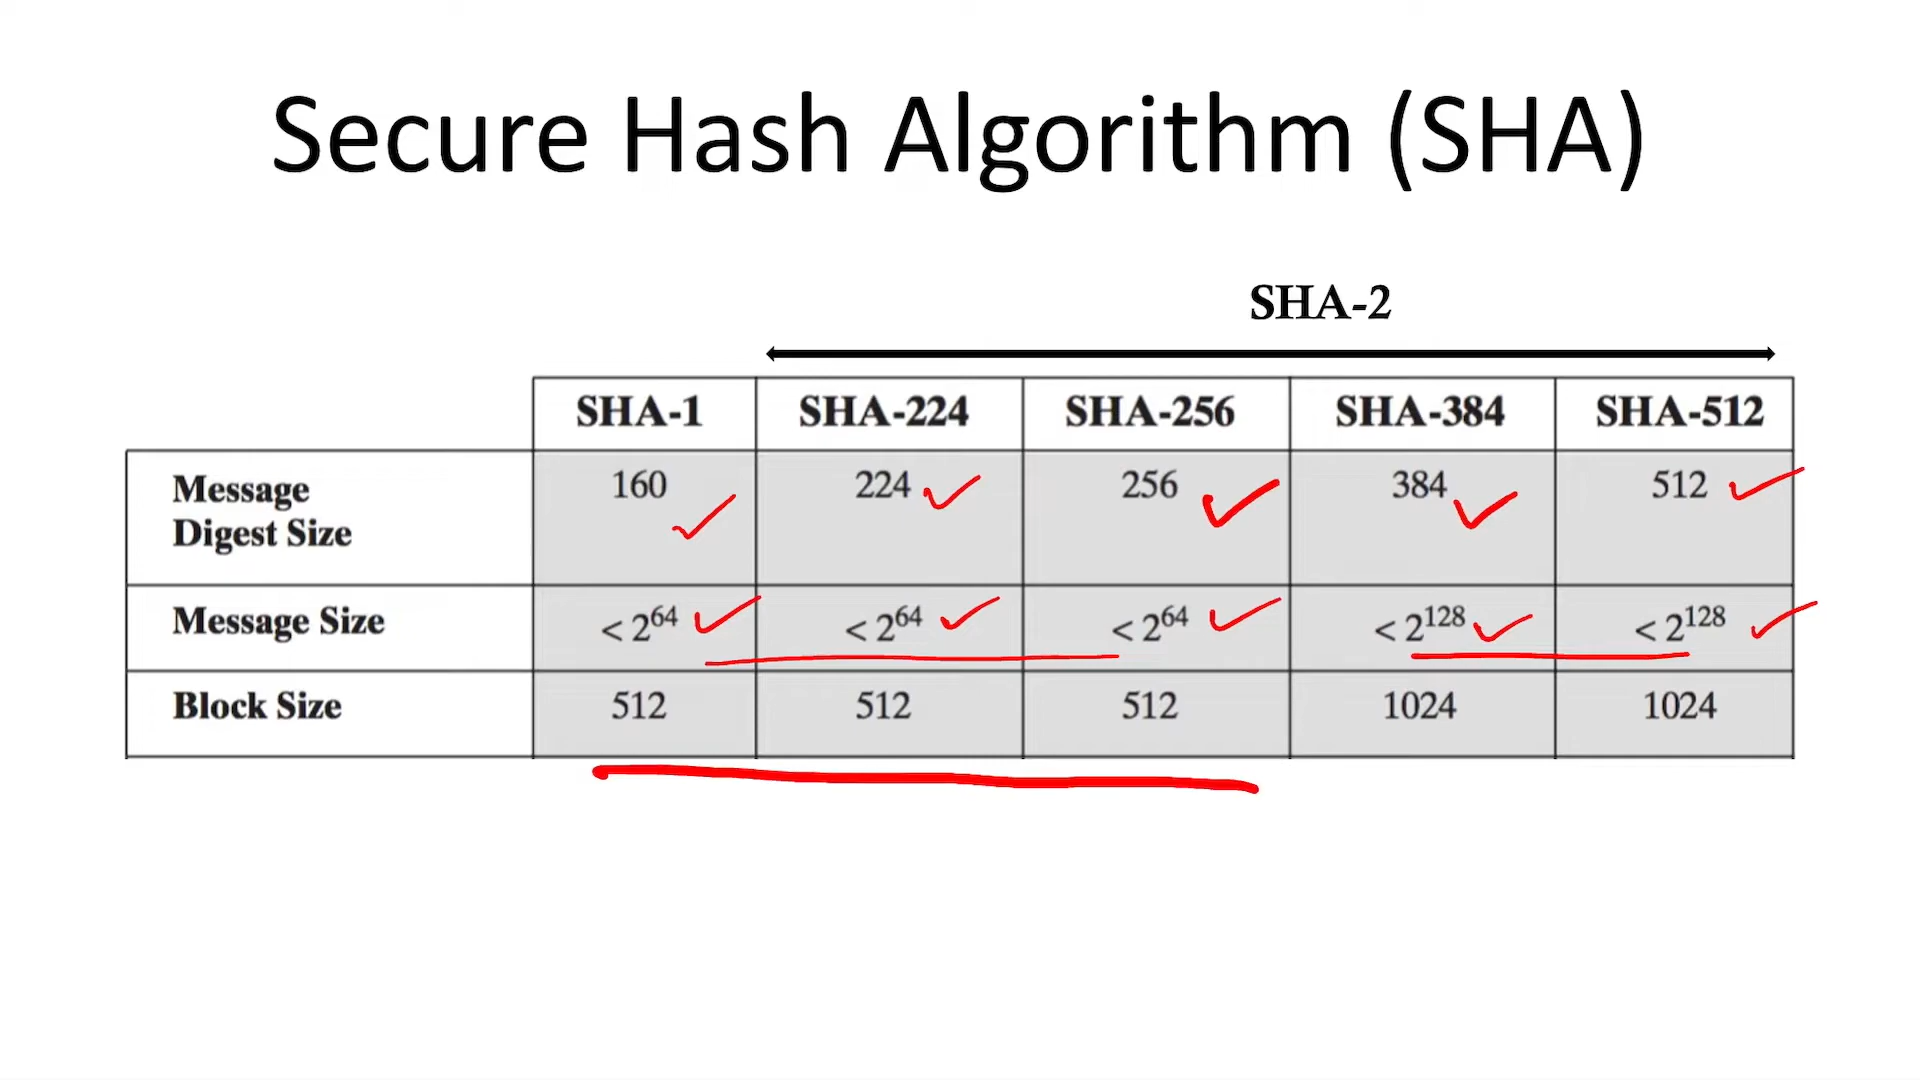 Secure Hash Algorithm (SHA)
SHA-2
SHA-1 SHA-224 SHA-256 SHA-384 SHA-512
Message Digest Size 160 224 256 384 512
Message Size < 2^64 < 2^64 < 2^64 < 2^128 < 2^128
Block Size 512 512 512 1024 1024